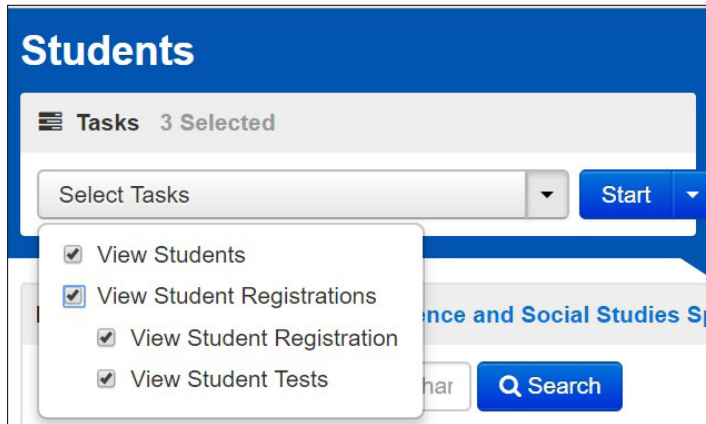 Students
Tasks 3 Selected
Select Tasks
Start
View Students
View Student Registrations
ence and Social Studies
View Student Registration
View Student Tests
Search